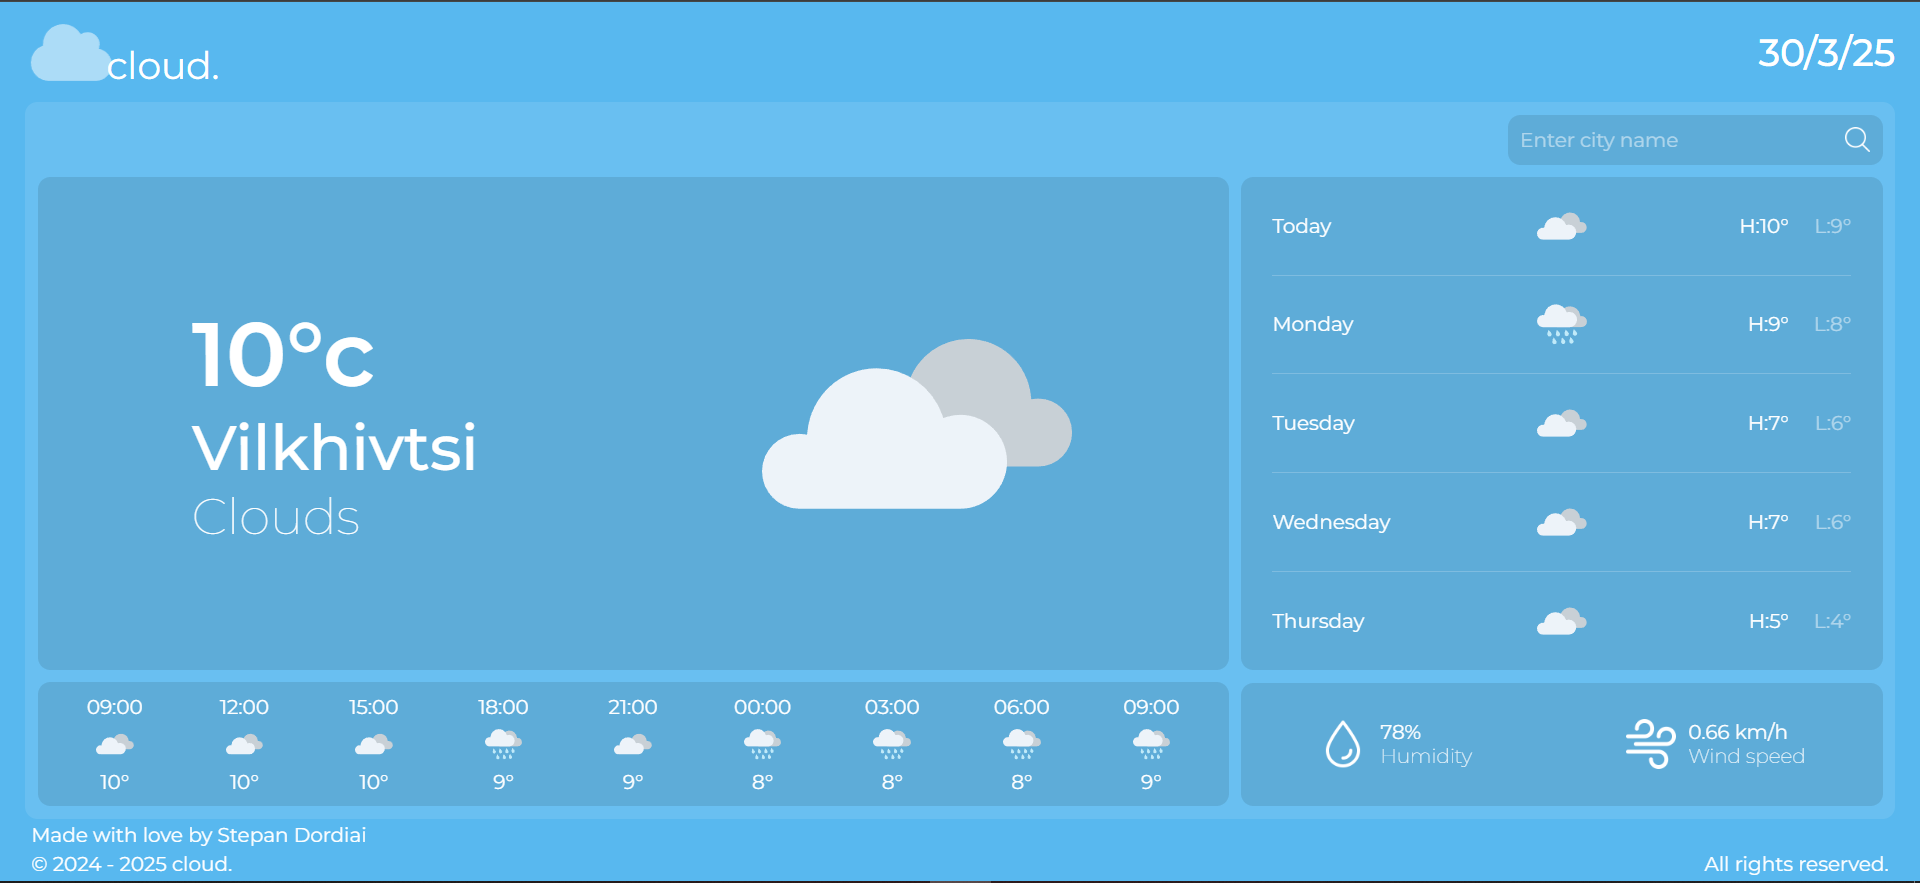 cloud.
30/3/25
Enter city name
10°c
Vilkhivtsi
Clouds
Today H:10° L:9°
Monday H:9° L:8°
Tuesday H:7° L:6°
Wednesday H:7° L:6°
Thursday H:5° L:4°
09:00 12:00 15:00 18:00 21:00 00:00 03:00 06:00 09:00
10° 10° 10° 9° 9° 8° 8° 8° 9°
78%
Humidity
0.66 km/h
Wind speed
Made with love by Stepan Dordiai
© 2024 - 2025 cloud.
All rights reserved.